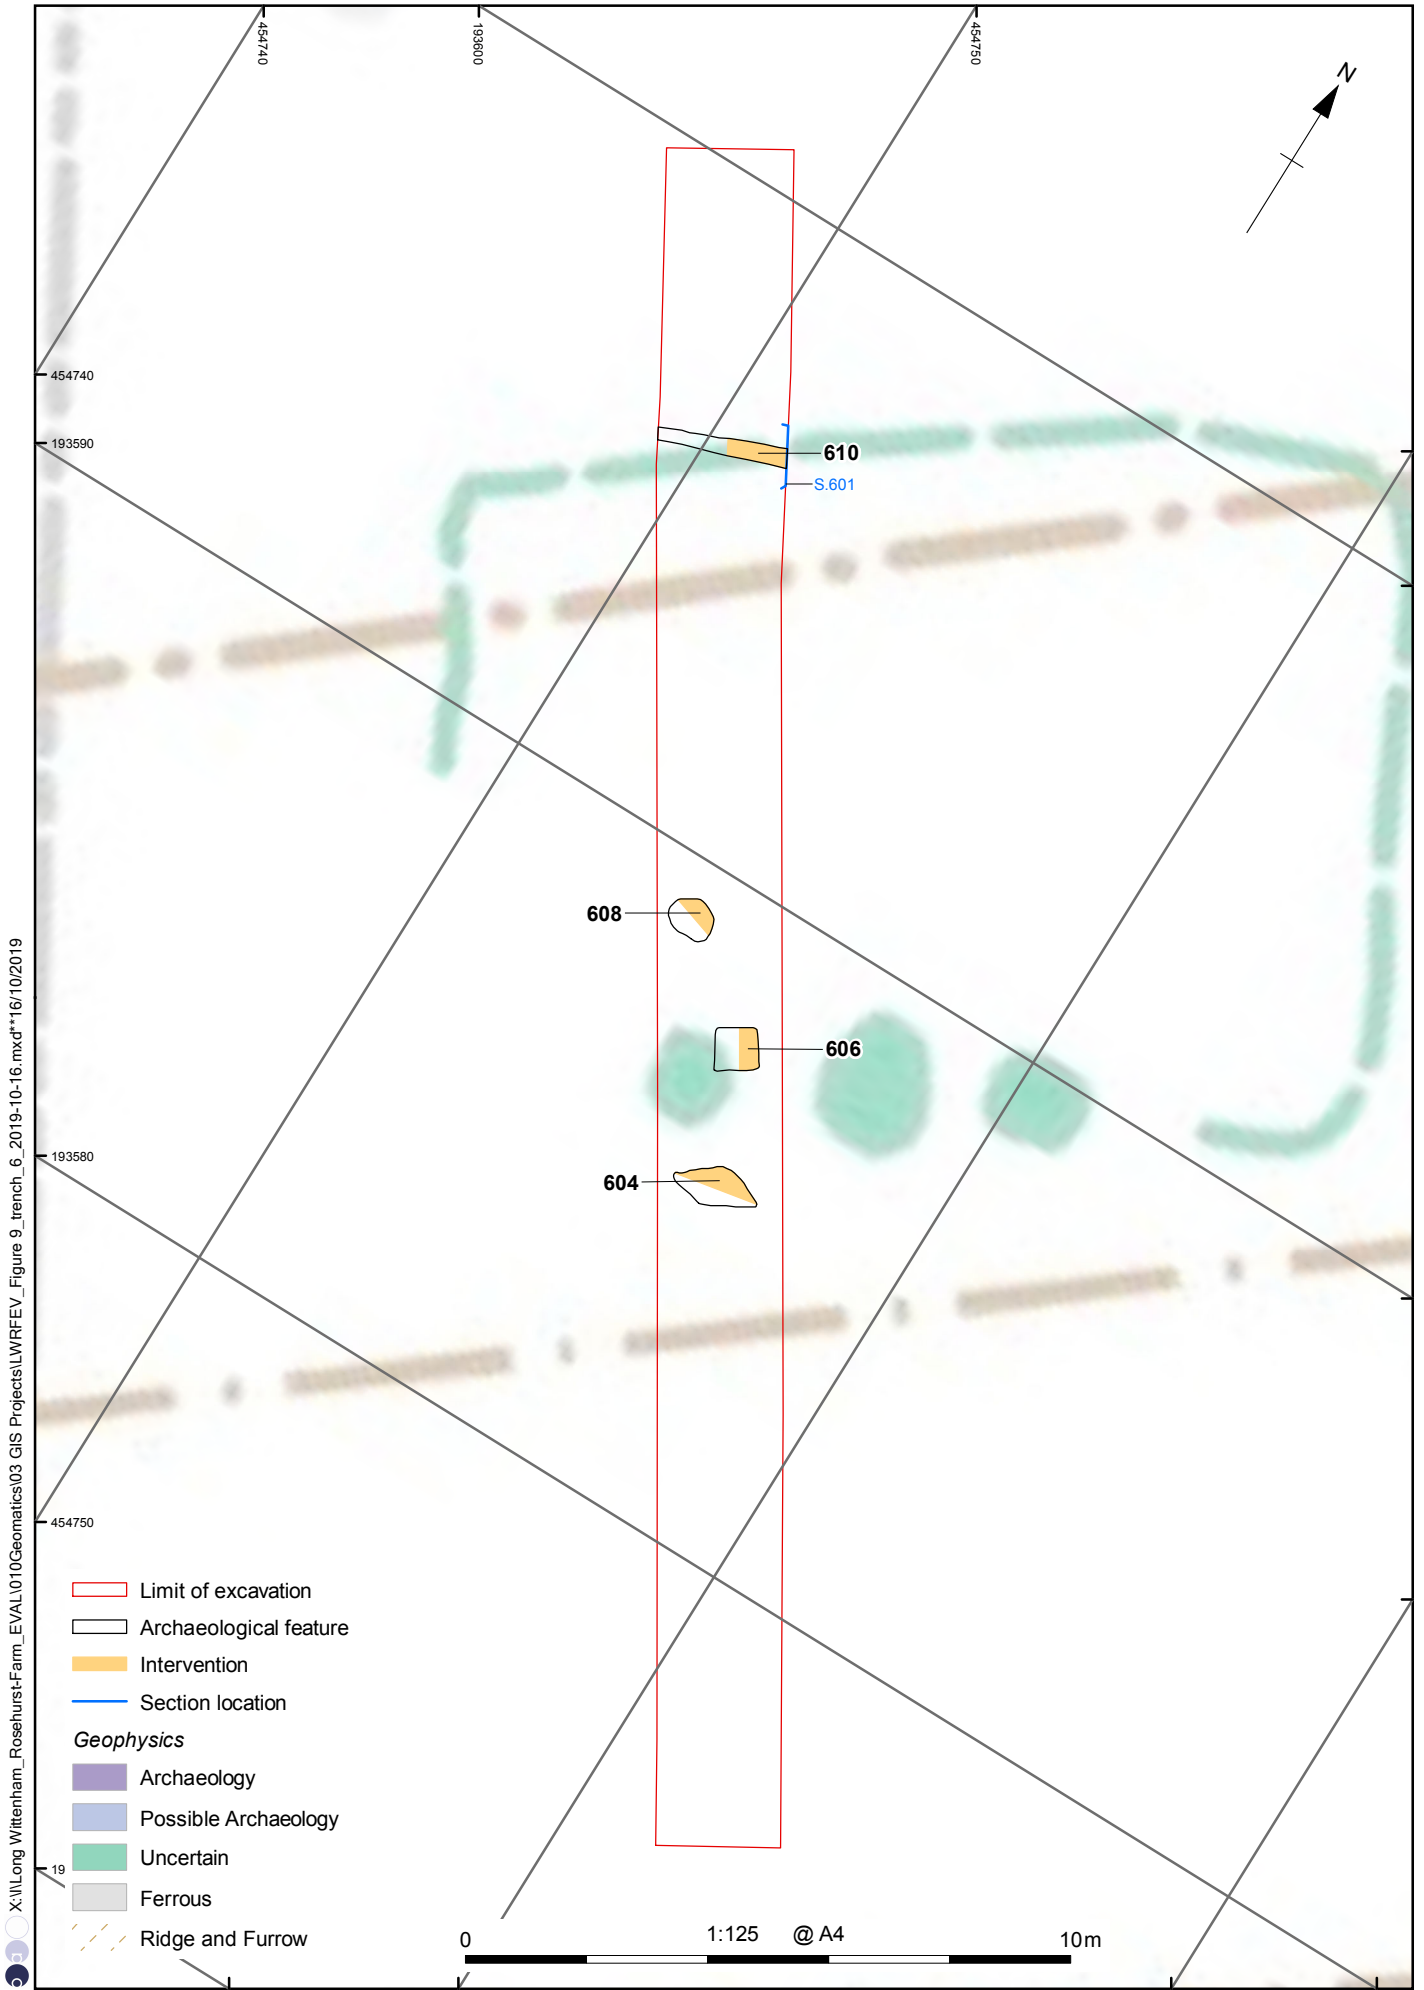 454740
193600
454750
N
454740
193590
610
S.601
608
606
604
193580
454750
19
Limit of excavation
Archaeological feature
Intervention
Section location
Geophysics
Archaeology
Possible Archaeology
Uncertain
Ferrous
Ridge and Furrow
0
1:125 @ A4
10m
X:\l\Long Wittenham_Rosehurst-Farm_EVAL\010Geomatics\03 GIS Projects\LWRFEV_Figure 9_trench_6_2019-10-16.mxd**16/10/2019